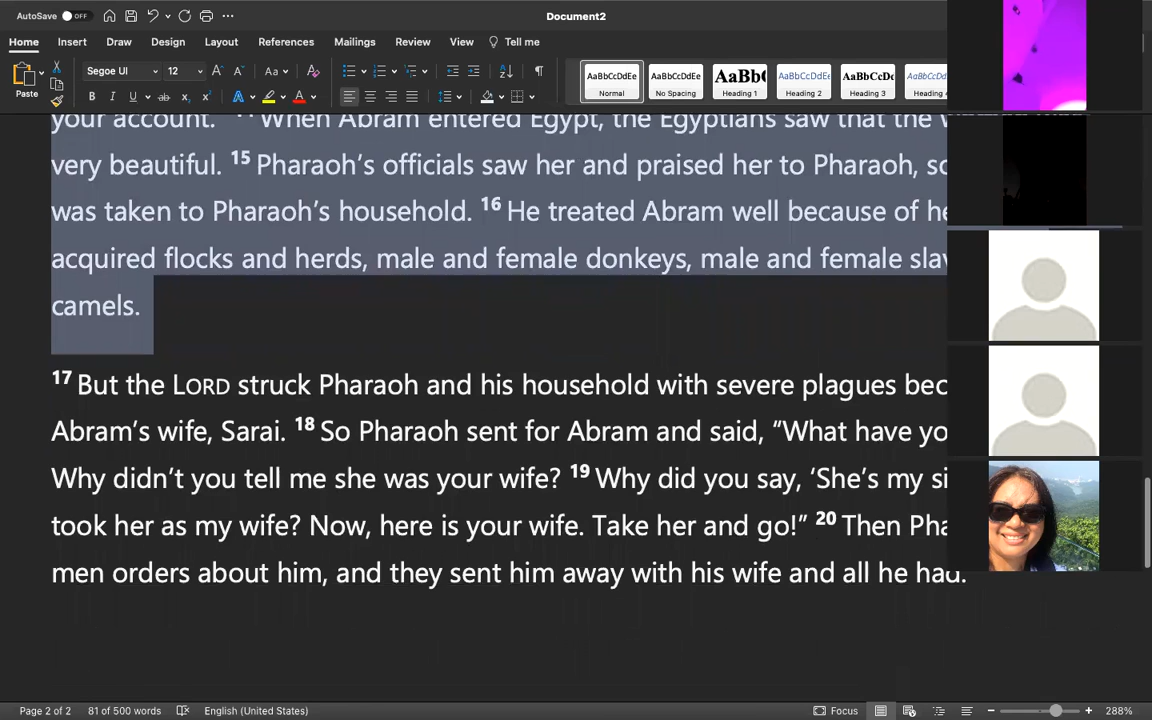 AutoSave OFF Document2
Home Insert Draw Design Layout References Mailings Review View Tell me
Paste Segoe UI 12 A A Aa A
B I U ab x2 x2 A A
AaBbCcDdEe AaBbCcDdEe AaBbC AaBbCcDdEe AaBbCcDc AaBbCcDdEe
Normal No Spacing Heading 1 Heading 2 Heading 3 Heading
your account. When Abram entered Egypt, the Egyptians saw that the
very beautiful. 15 Pharaoh’s officials saw her and praised her to Pharaoh, so
was taken to Pharaoh’s household. 16 He treated Abram well because of he
acquired flocks and herds, male and female donkeys, male and female slav
camels.
17 But the LORD struck Pharaoh and his household with severe plagues bec
Abram’s wife, Sarai. 18 So Pharaoh sent for Abram and said, “What have yo
Why didn’t you tell me she was your wife? 19 Why did you say, ‘She’s my si
took her as my wife? Now, here is your wife. Take her and go!” 20 Then Pha
men orders about him, and they sent him away with his wife and all he had.
Page 2 of 2 81 of 500 words English (United States) Focus 288%